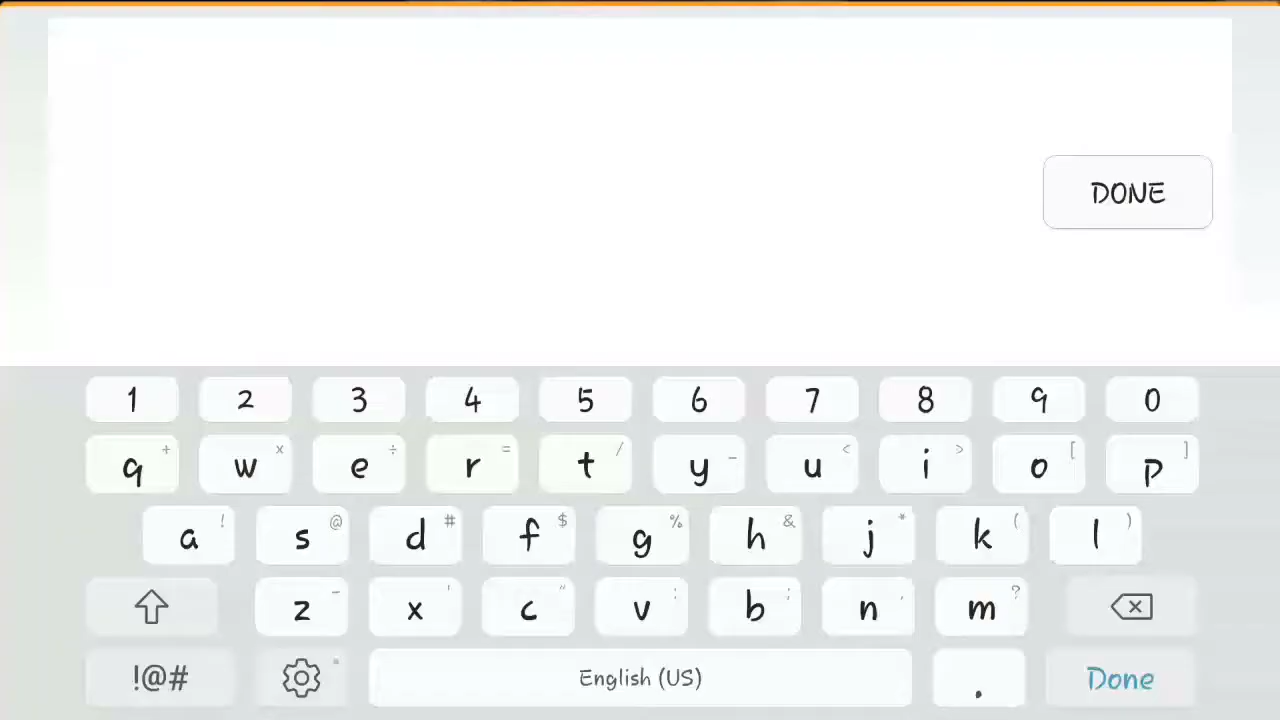 DONE
1 2 3 4 5 6 7 8 9 0
q + w x e ÷ r = t / y _ u < i > o [ p ]
a ! s @ d # f $ g % h & j * k ( l )
z - x ' c " v : b ; n , m ?
!@# English (US) . Done